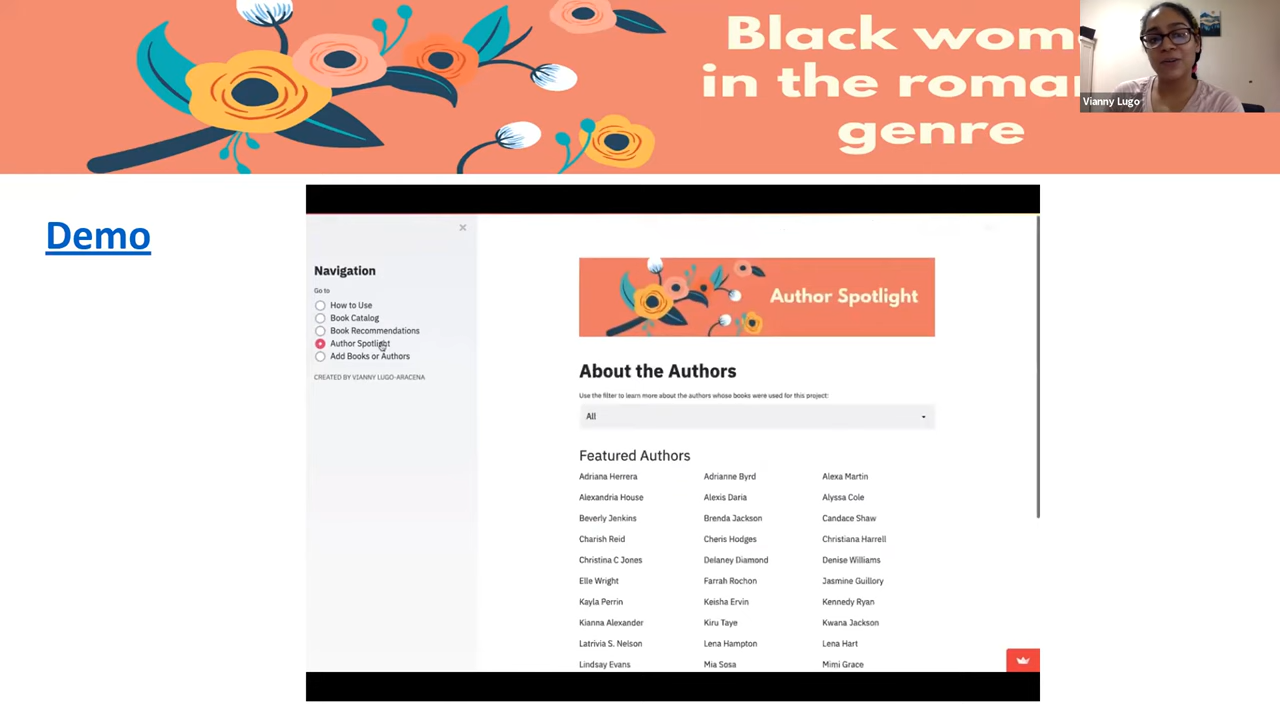 Black wom
in the roman
genre
Vianny Lugo
Demo
Navigation
Go to
How to Use
Book Catalog
Book Recommendations
Author Spotlight
Add Books or Authors
CREATED BY VIANNY LUGO-ARACENA
Author Spotlight
About the Authors
Use the filter to learn more about the authors whose books were used for this project:
All
Featured Authors
Adriana Herrera Adrianne Byrd Alexa Martin
Alexandria House Alexis Daria Alyssa Cole
Beverly Jenkins Brenda Jackson Candace Shaw
Charish Reid Cheris Hodges Christiana Harrell
Christina C Jones Delaney Diamond Denise Williams
Elle Wright Farrah Rochon Jasmine Guillory
Kayla Perrin Keisha Ervin Kennedy Ryan
Kianna Alexander Kiru Taye Kwana Jackson
Latrivia S. Nelson Lena Hampton Lena Hart
Lindsay Evans Mia Sosa Mimi Grace